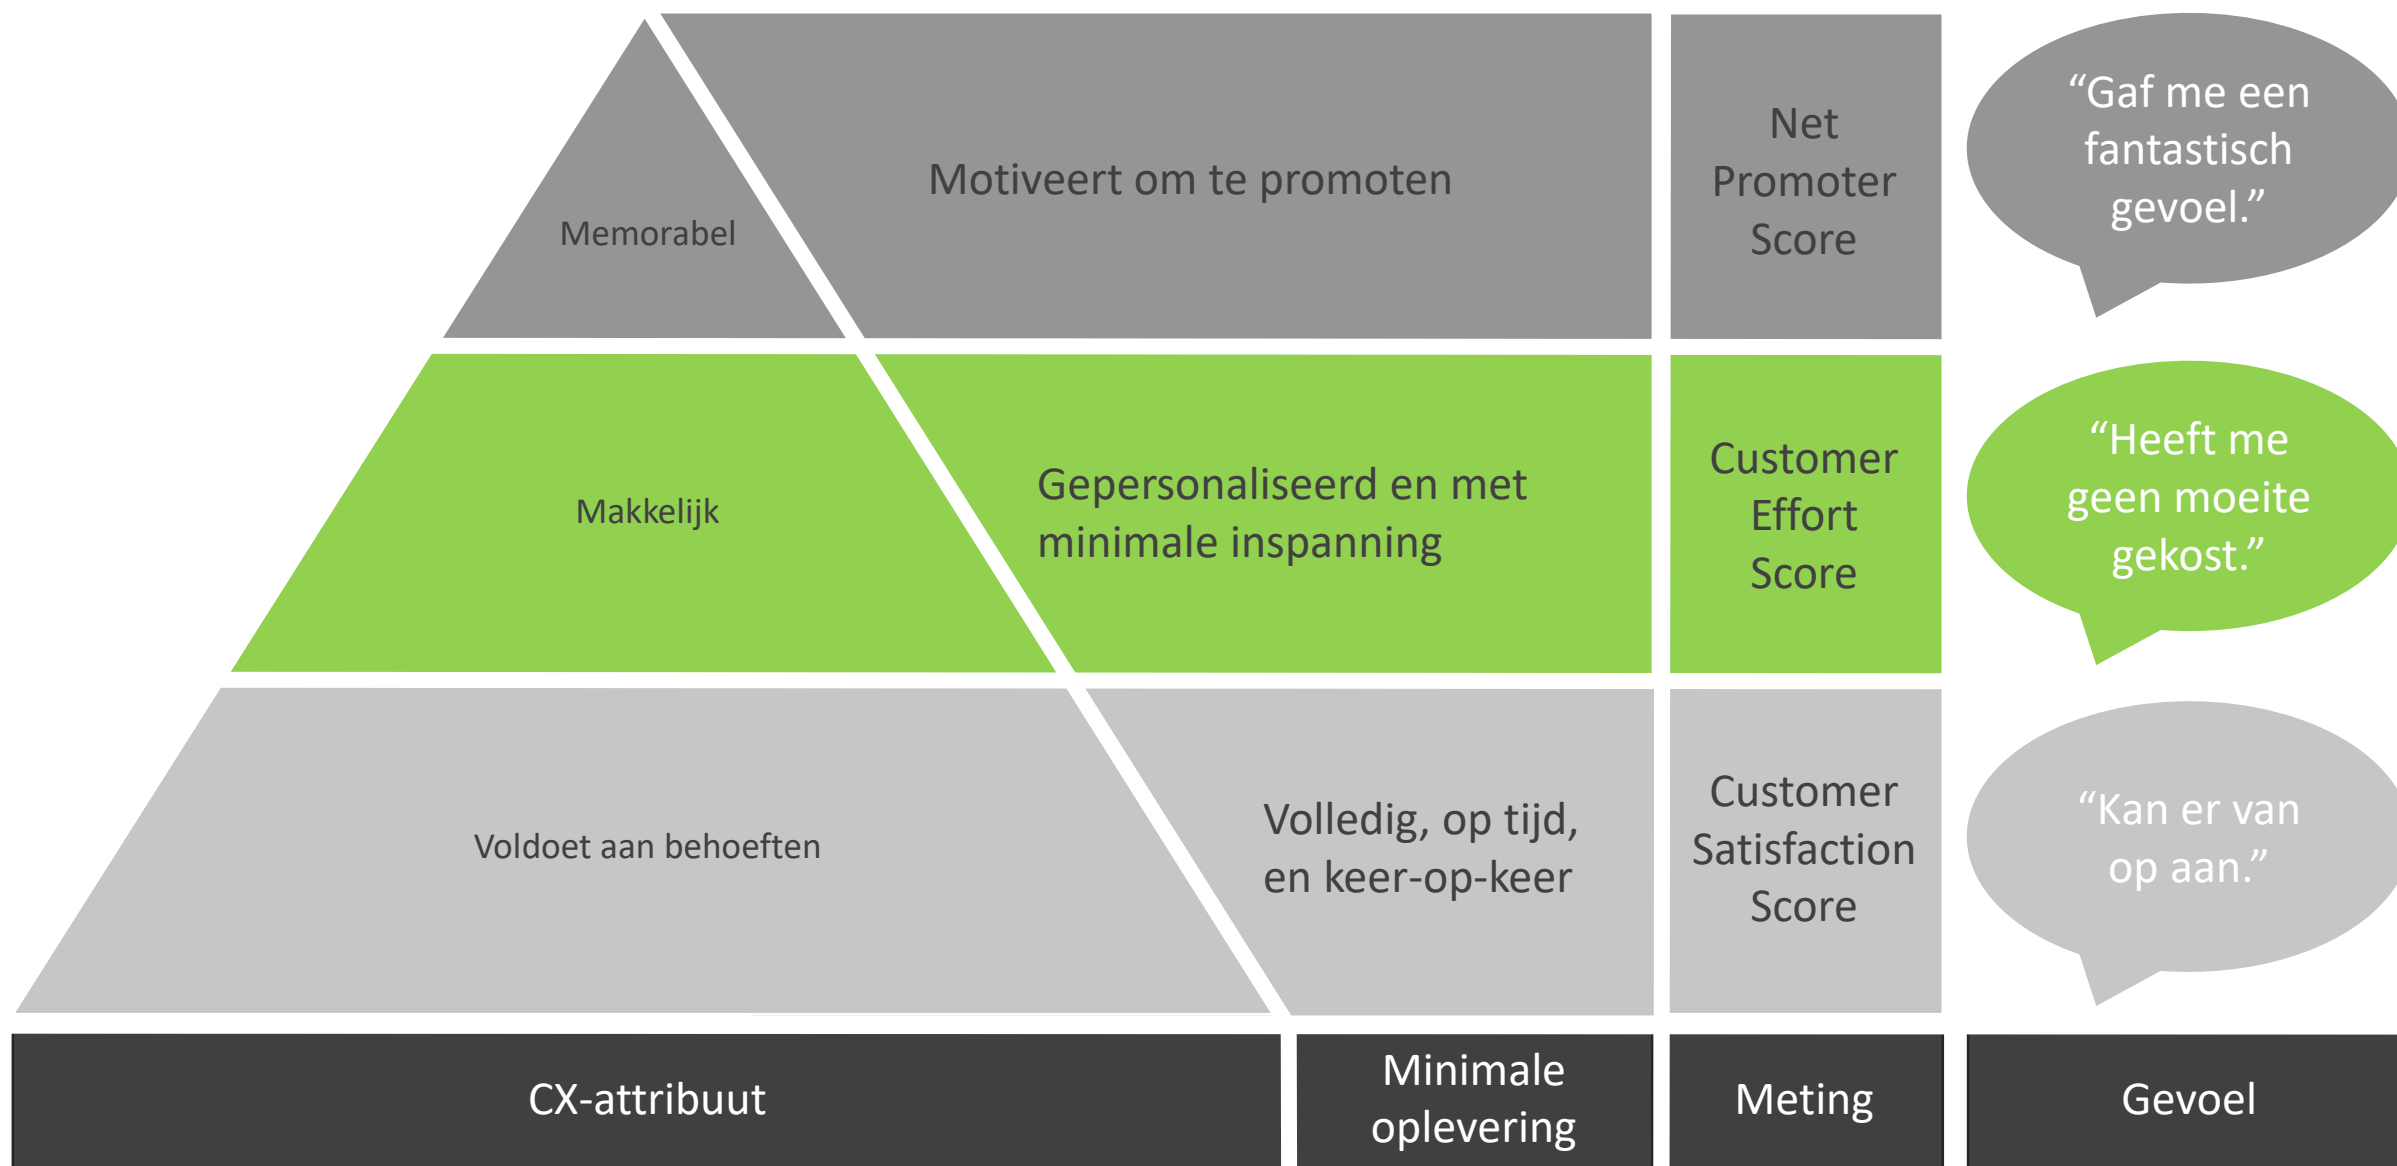 Memorabel
Motiveert om te promoten
Net
Promoter
Score
“Gaf me een
fantastisch
gevoel.”
Makkelijk
Gepersonaliseerd en met
minimale inspanning
Customer
Effort
Score
“Heeft me
geen moeite
gekost.”
Voldoet aan behoeften
Volledig, op tijd,
en keer-op-keer
Customer
Satisfaction
Score
“Kan er van
op aan.”
CX-attribuut
Minimale
oplevering
Meting
Gevoel